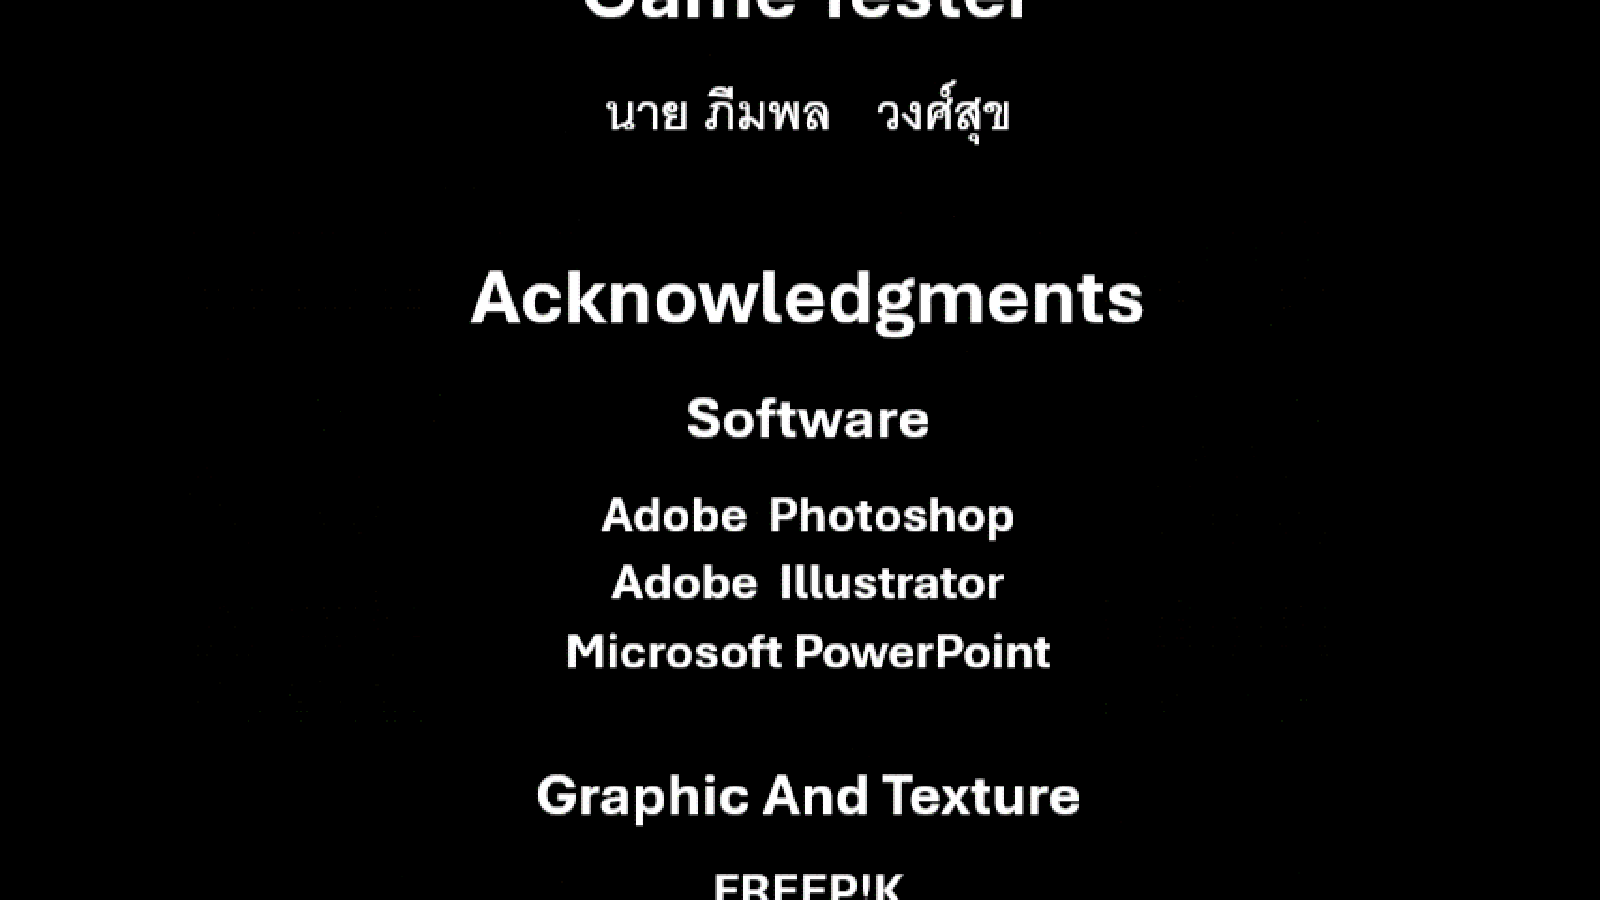 Game Tester
นาย ภีมพล วงศ์สุข
Acknowledgments
Software
Adobe Photoshop
Adobe Illustrator
Microsoft PowerPoint
Graphic And Texture
FREEP!K